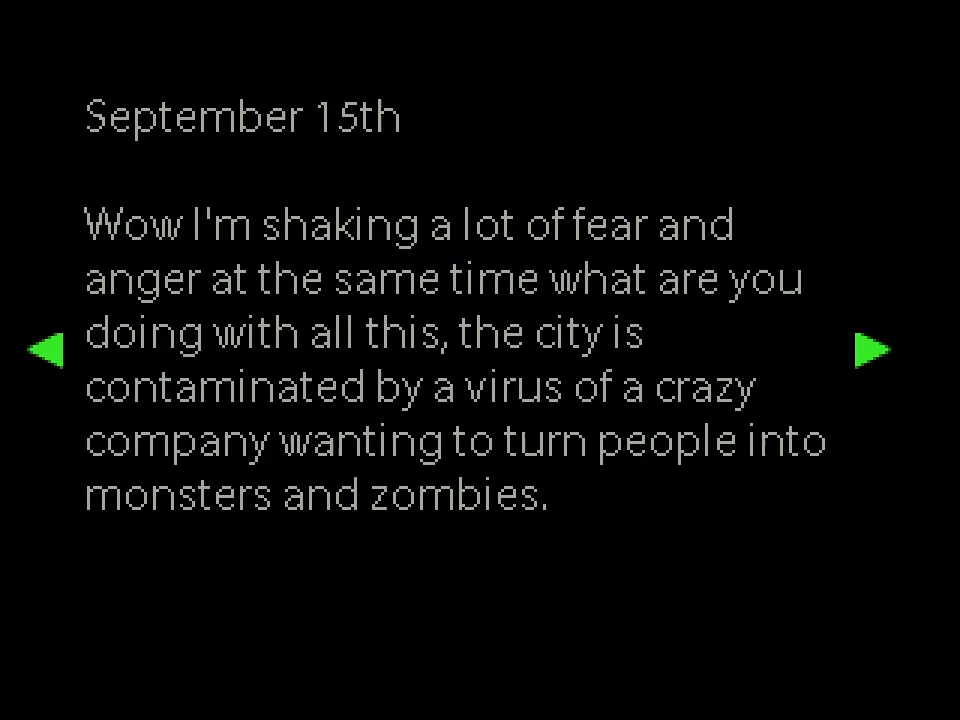 September 15th
Wow I'm shaking a lot of fear and
anger at the same time what are you
doing with all this, the city is
contaminated by a virus of a crazy
company wanting to turn people into
monsters and zombies.